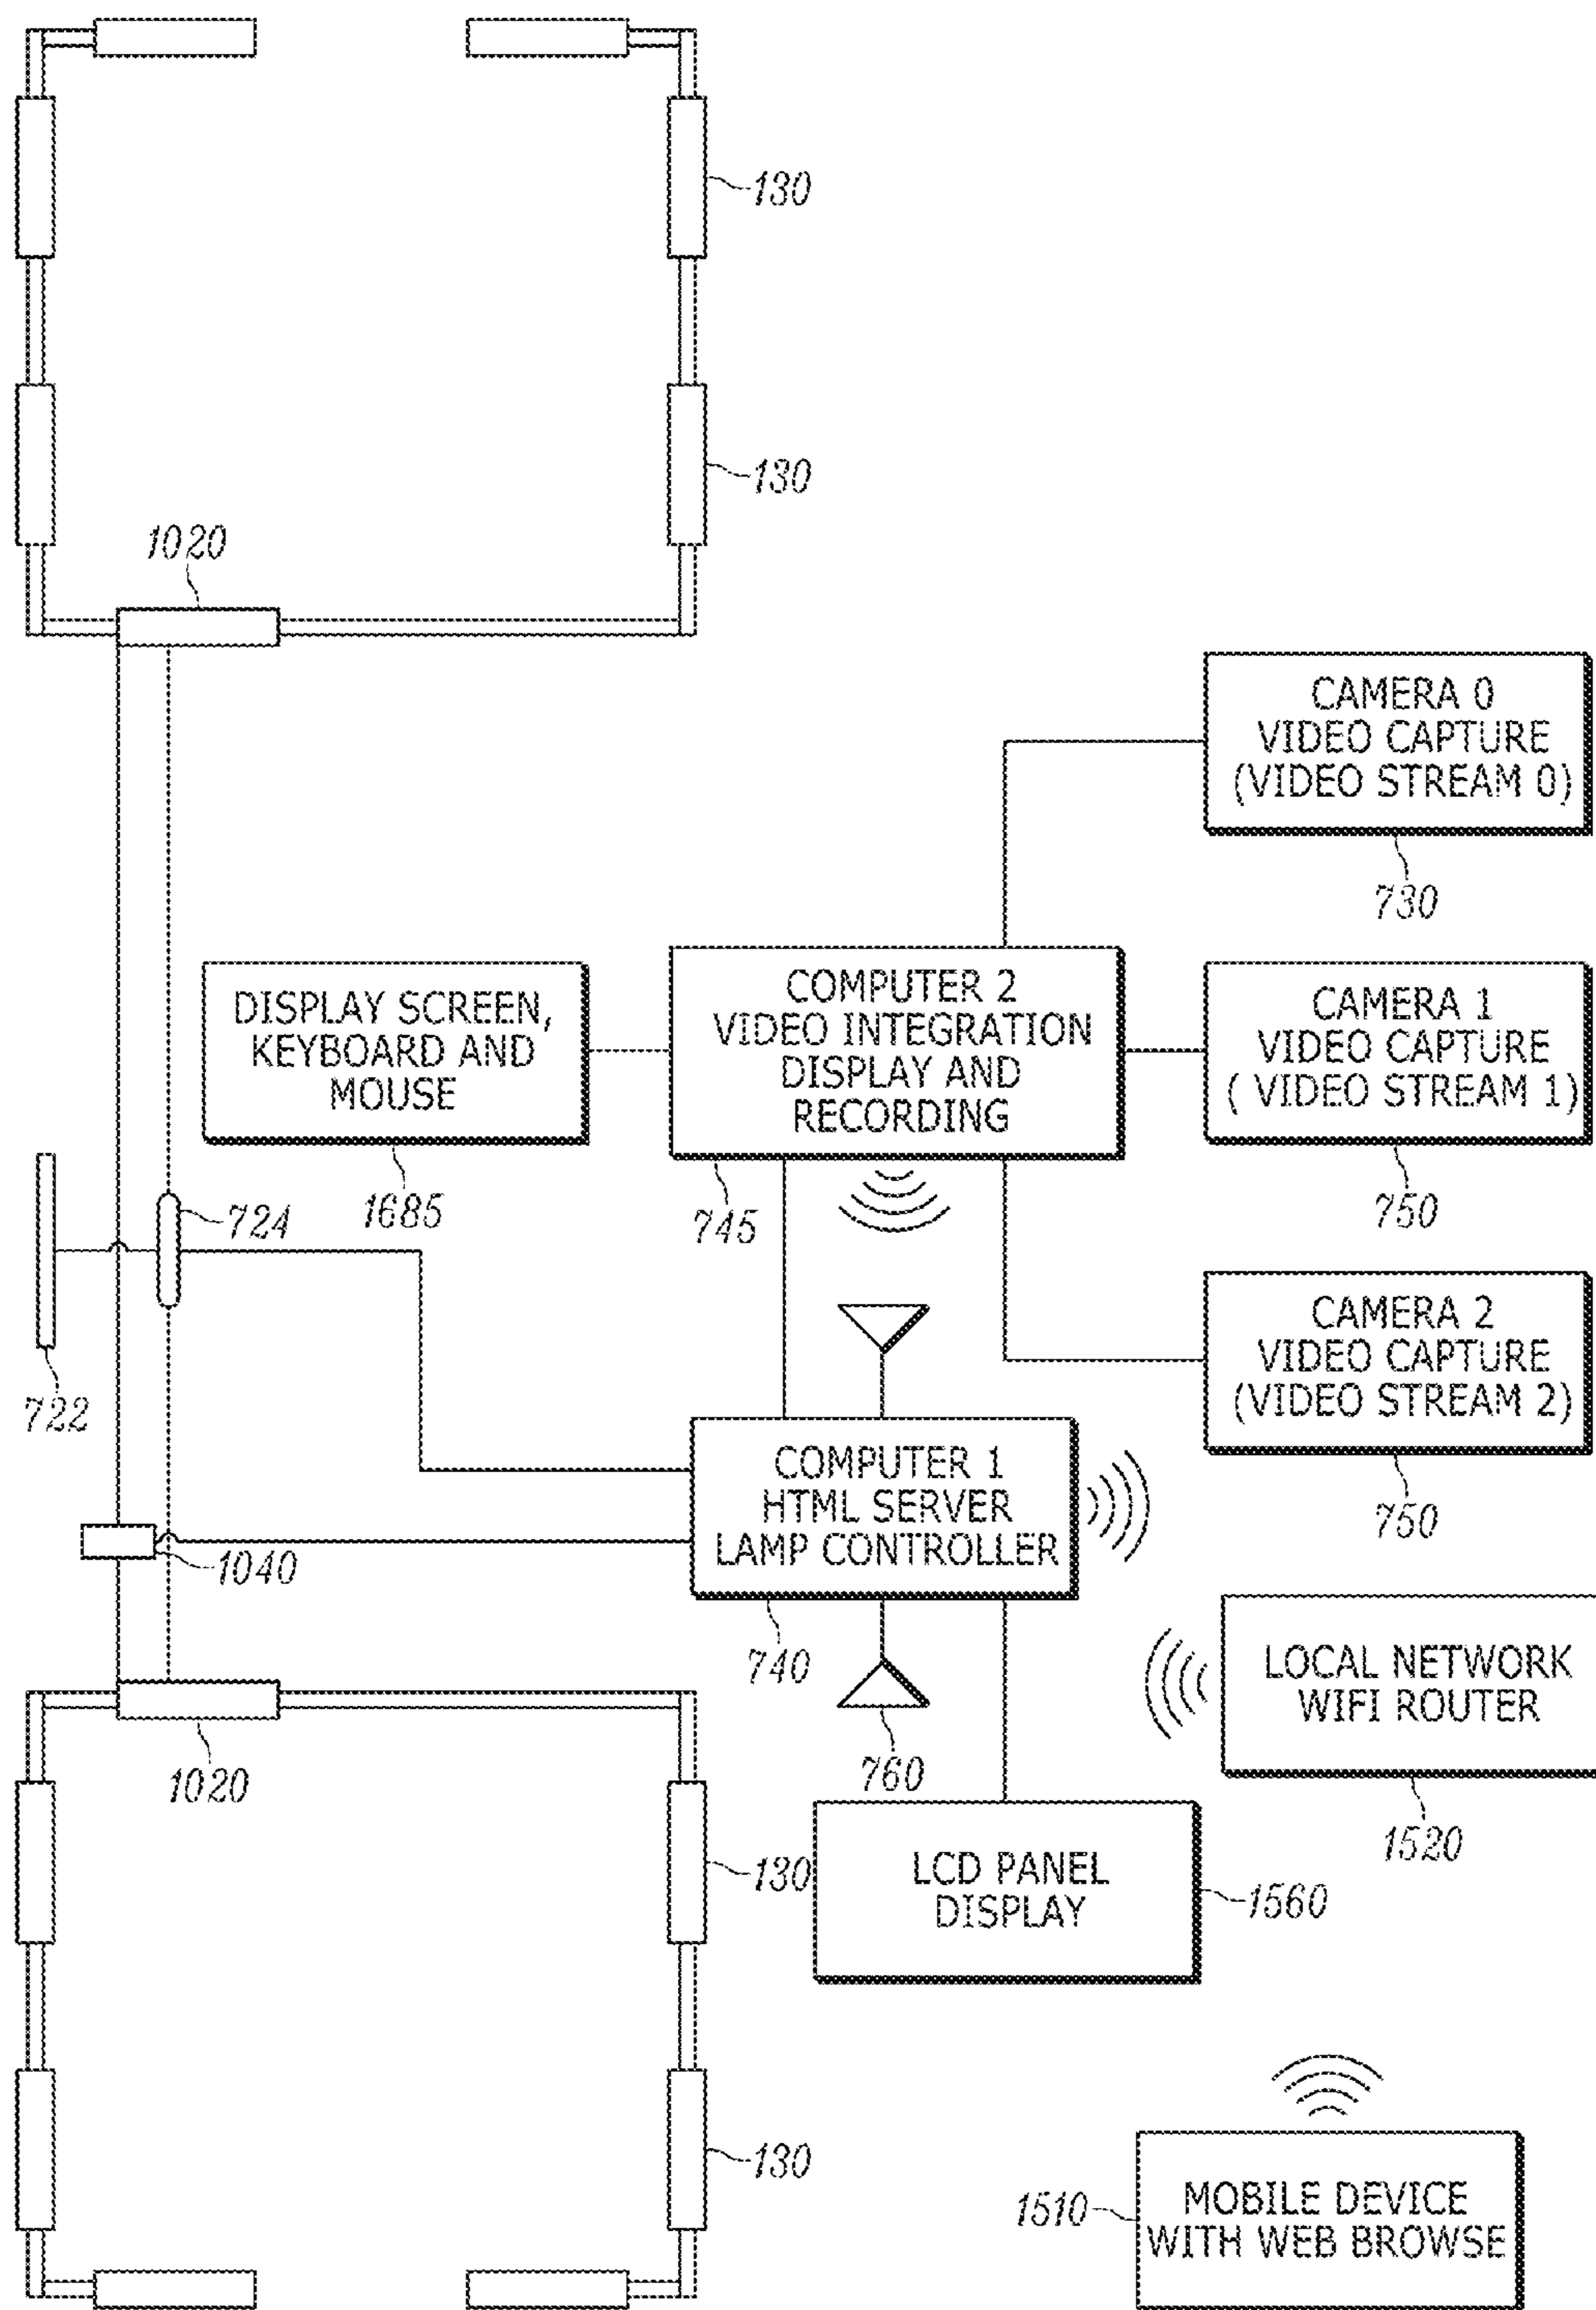 130
130
1020
CAMERA 0
VIDEO CAPTURE
(VIDEO STREAM 0)
730
DISPLAY SCREEN,
KEYBOARD AND
MOUSE
1685
COMPUTER 2
VIDEO INTEGRATION
DISPLAY AND
RECORDING
745
CAMERA 1
VIDEO CAPTURE
( VIDEO STREAM 1)
750
724
722
CAMERA 2
VIDEO CAPTURE
(VIDEO STREAM 2)
750
COMPUTER 1
HTML SERVER
LAMP CONTROLLER
740
1040
LOCAL NETWORK
WIFI ROUTER
1520
760
1020
130
LCD PANEL
DISPLAY
1560
130
MOBILE DEVICE
WITH WEB BROWSE
1510